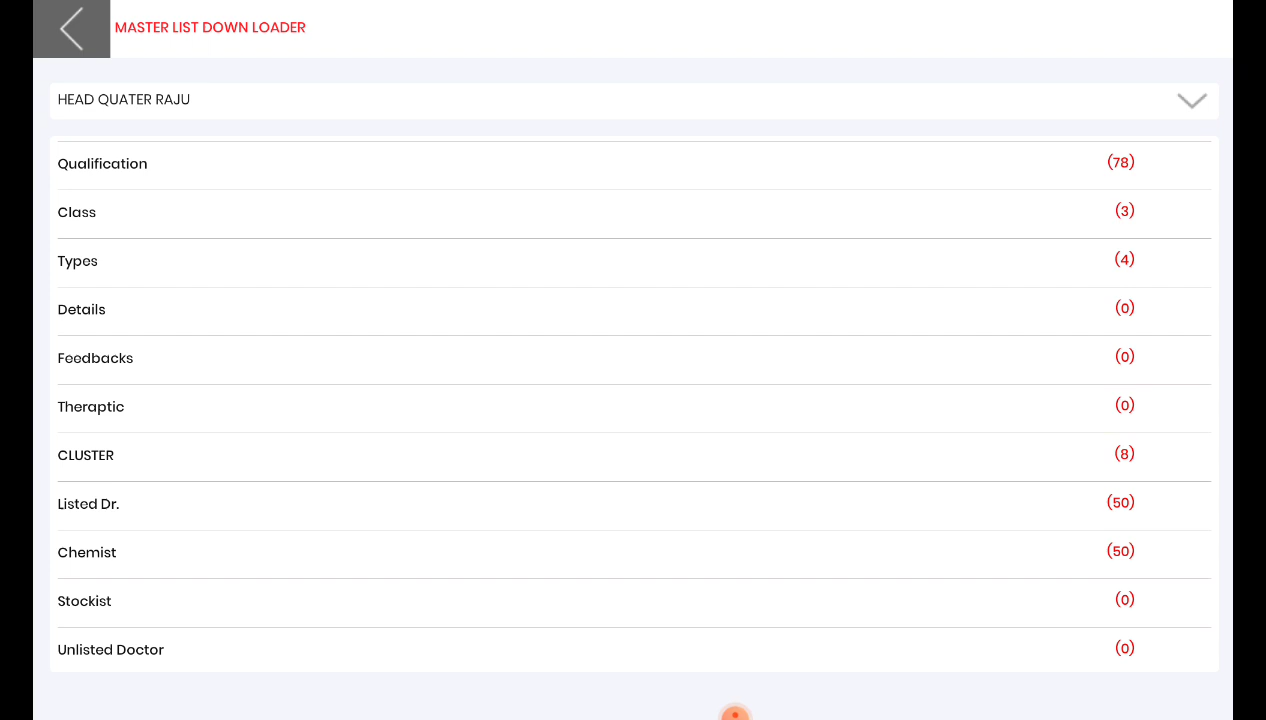 MASTER LIST DOWN LOADER
HEAD QUATER RAJU
Qualification (78)
Class (3)
Types (4)
Details (0)
Feedbacks (0)
Theraptic (0)
CLUSTER (8)
Listed Dr. (50)
Chemist (50)
Stockist (0)
Unlisted Doctor (0)